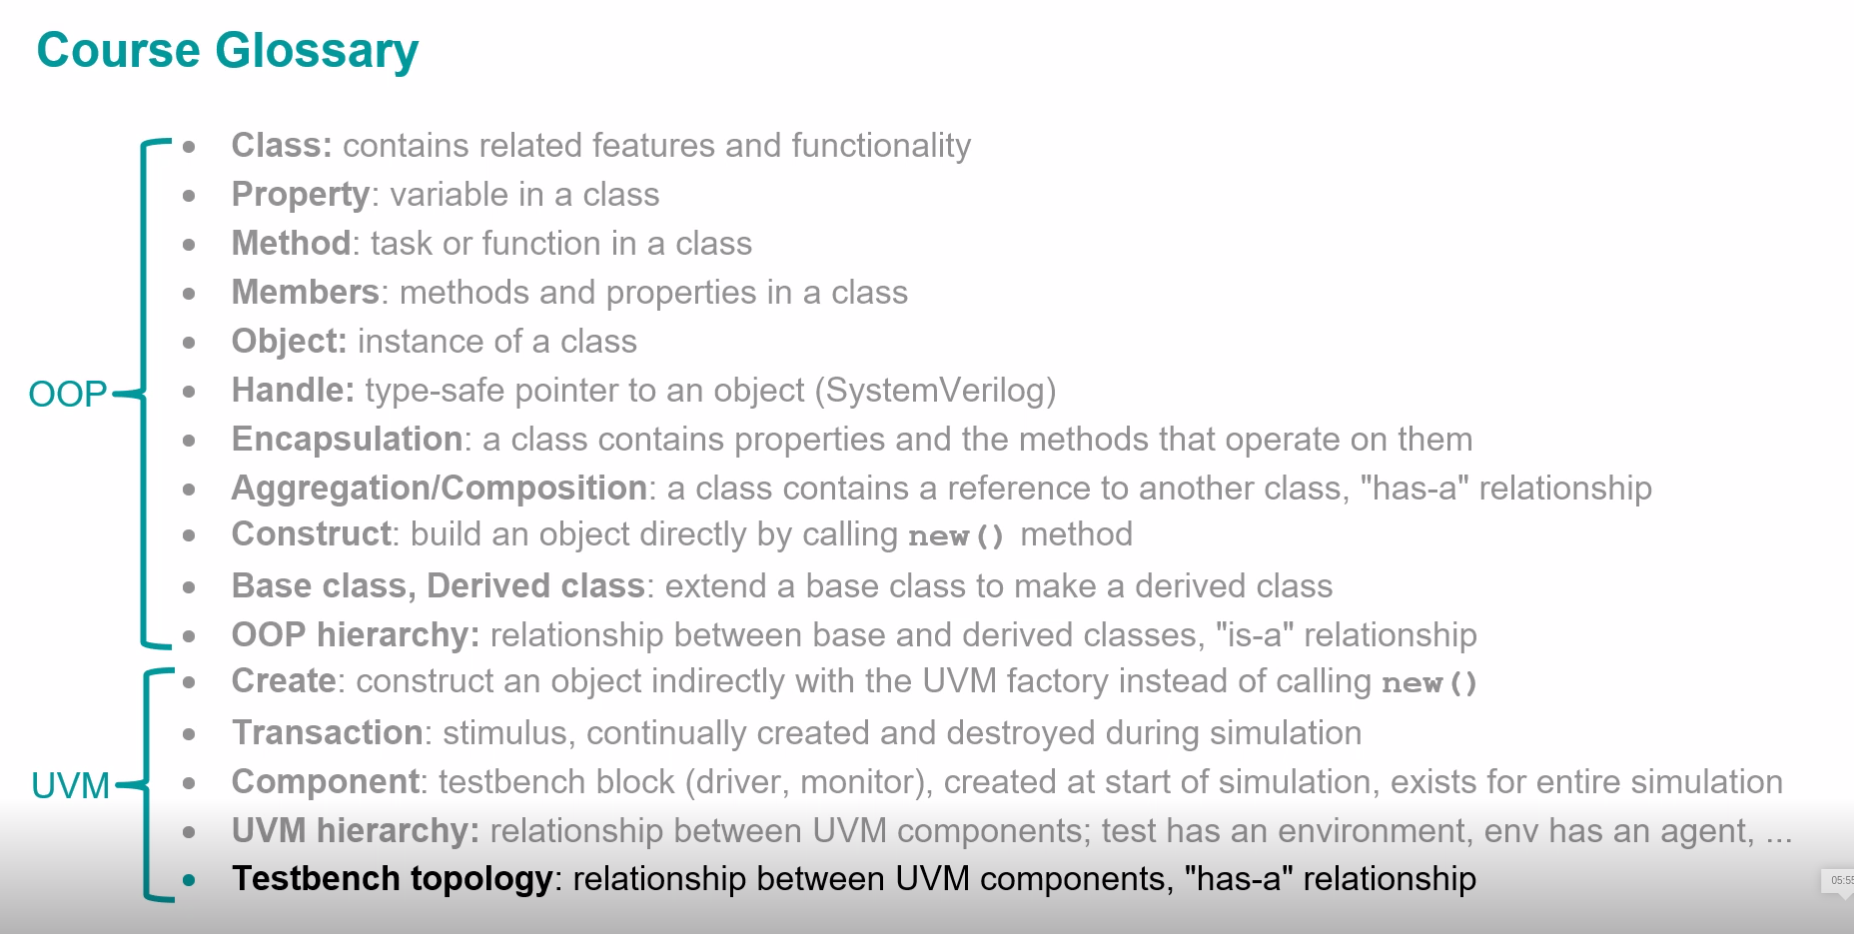 Course Glossary
• Class: contains related features and functionality
• Property: variable in a class
• Method: task or function in a class
• Members: methods and properties in a class
• Object: instance of a class
OOP
• Handle: type-safe pointer to an object (SystemVerilog)
• Encapsulation: a class contains properties and the methods that operate on them
• Aggregation/Composition: a class contains a reference to another class, "has-a" relationship
• Construct: build an object directly by calling new() method
• Base class, Derived class: extend a base class to make a derived class
• OOP hierarchy: relationship between base and derived classes, "is-a" relationship
UVM
• Create: construct an object indirectly with the UVM factory instead of calling new()
• Transaction: stimulus, continually created and destroyed during simulation
• Component: testbench block (driver, monitor), created at start of simulation, exists for entire simulation
• UVM hierarchy: relationship between UVM components; test has an environment, env has an agent, ...
• Testbench topology: relationship between UVM components, "has-a" relationship
05:55